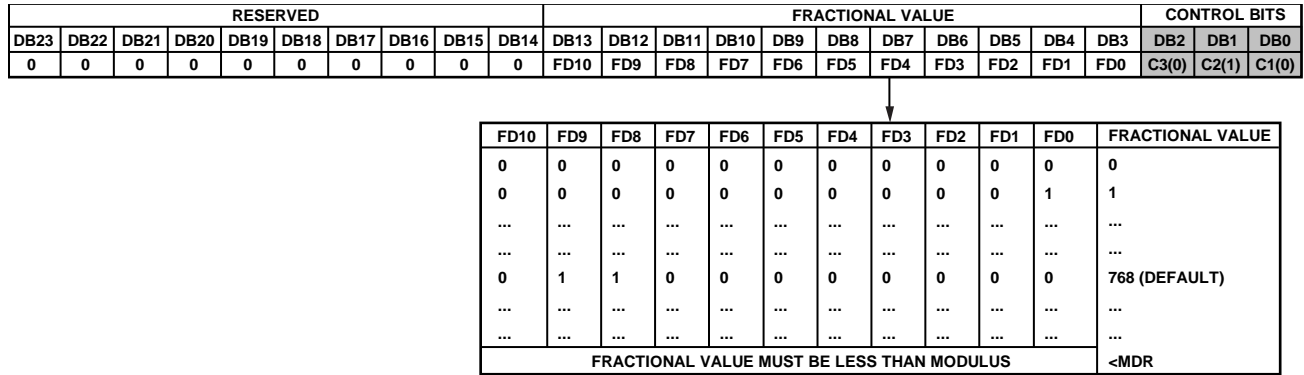 RESERVED FRACTIONAL VALUE CONTROL BITS
DB23 DB22 DB21 DB20 DB19 DB18 DB17 DB16 DB15 DB14 DB13 DB12 DB11 DB10 DB9 DB8 DB7 DB6 DB5 DB4 DB3 DB2 DB1 DB0
0 0 0 0 0 0 0 0 0 0 FD10 FD9 FD8 FD7 FD6 FD5 FD4 FD3 FD2 FD1 FD0 C3(0) C2(1) C1(0)
FD10 FD9 FD8 FD7 FD6 FD5 FD4 FD3 FD2 FD1 FD0 FRACTIONAL VALUE
0 0 0 0 0 0 0 0 0 0 0 0
0 0 0 0 0 0 0 0 0 0 1 1
... ... ... ... ... ... ... ... ... ... ... ...
... ... ... ... ... ... ... ... ... ... ... ...
0 1 1 0 0 0 0 0 0 0 0 768 (DEFAULT)
... ... ... ... ... ... ... ... ... ... ... ...
... ... ... ... ... ... ... ... ... ... ... ...
FRACTIONAL VALUE MUST BE LESS THAN MODULUS <MDR